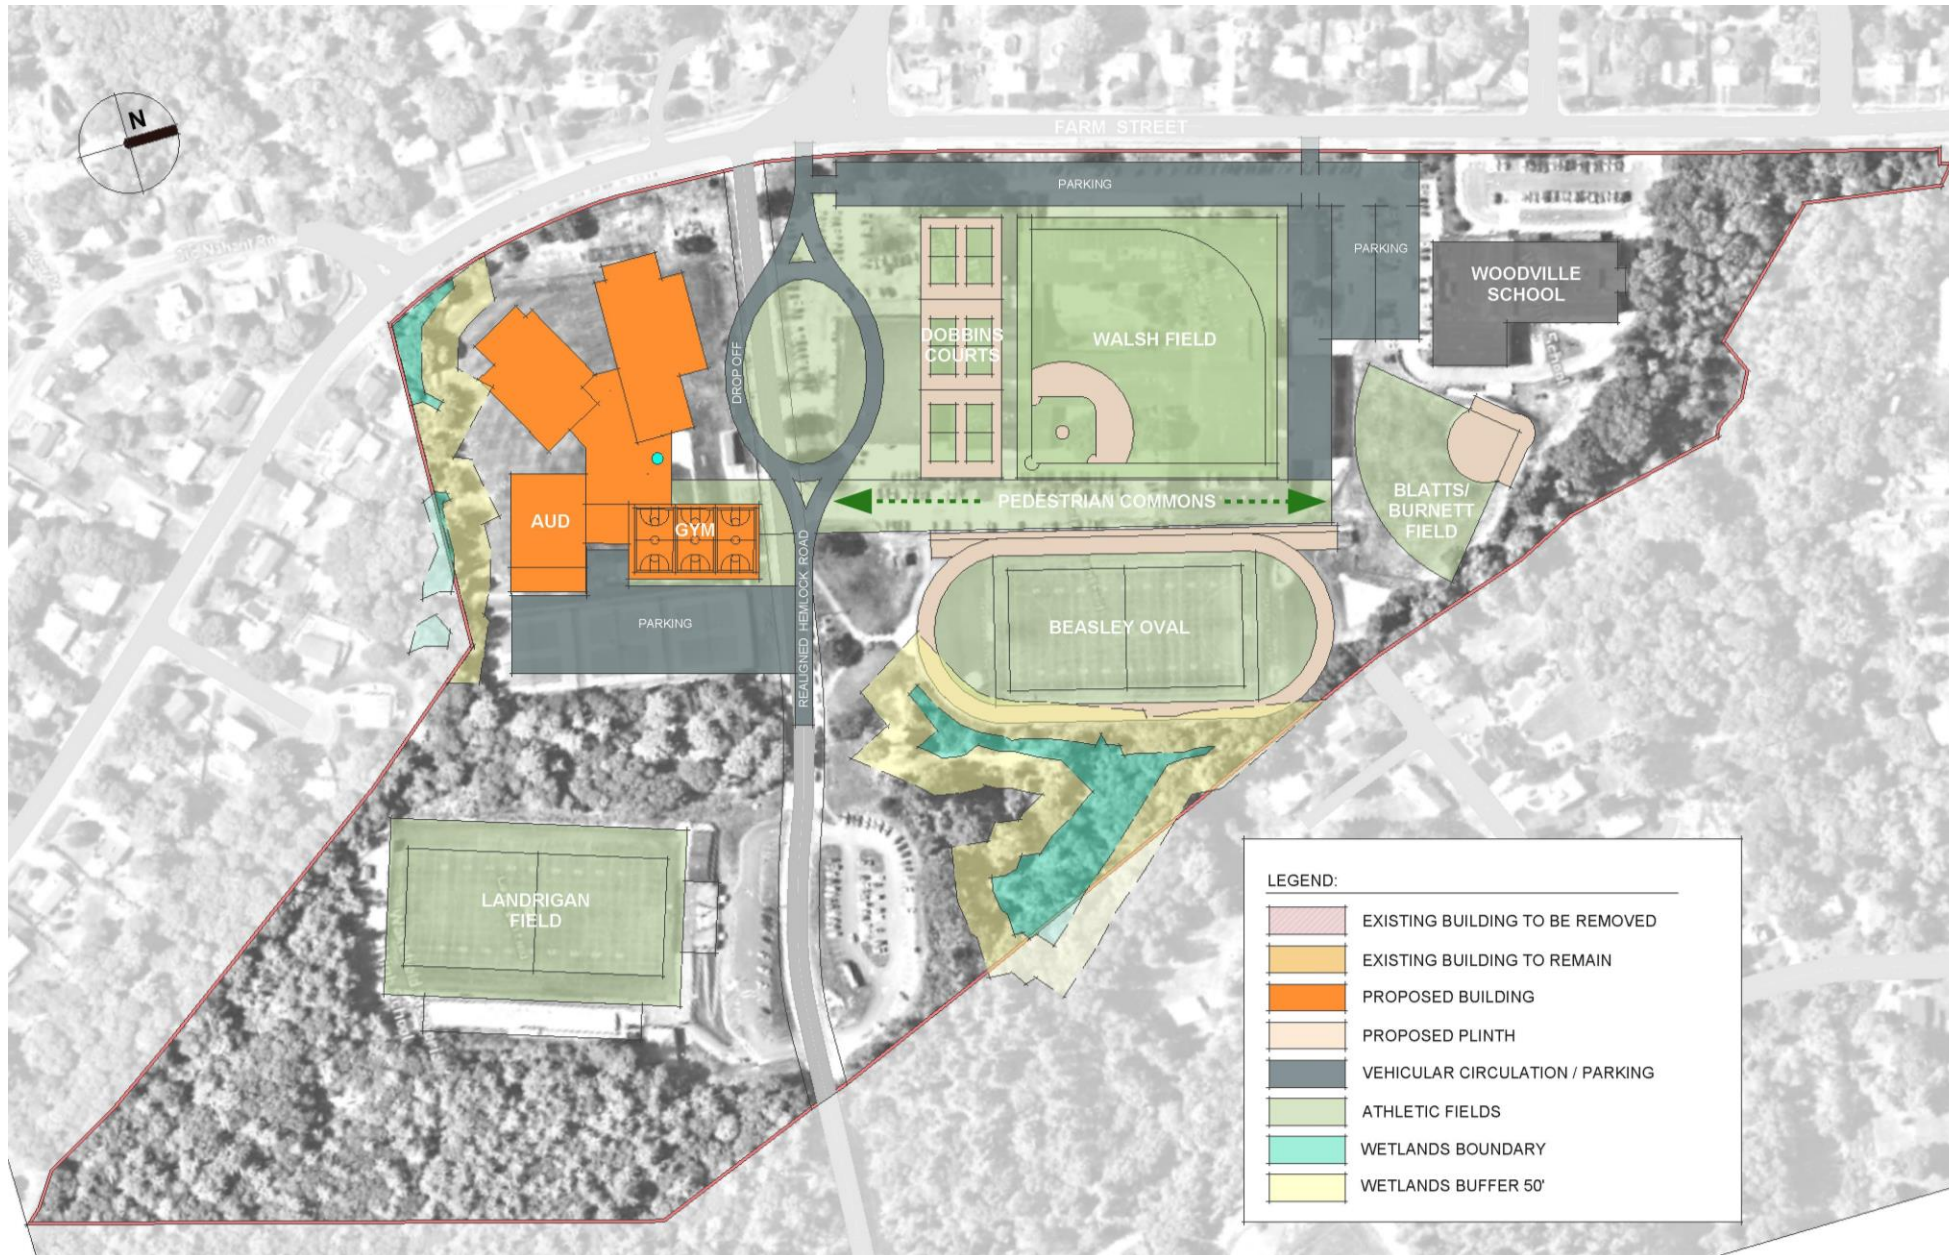 N
FARM STREET
PARKING
PARKING
WOODVILLE
SCHOOL
DROP OFF
DOBBINS
COURTS
WALSH FIELD
School
AUD
GYM
PEDESTRIAN COMMONS
BLATTS/
BURNETT
FIELD
REALIGNED HEMLOCK ROAD
PARKING
BEASLEY OVAL
LANDRIGAN
FIELD
LEGEND:
EXISTING BUILDING TO BE REMOVED
EXISTING BUILDING TO REMAIN
PROPOSED BUILDING
PROPOSED PLINTH
VEHICULAR CIRCULATION / PARKING
ATHLETIC FIELDS
WETLANDS BOUNDARY
WETLANDS BUFFER 50'